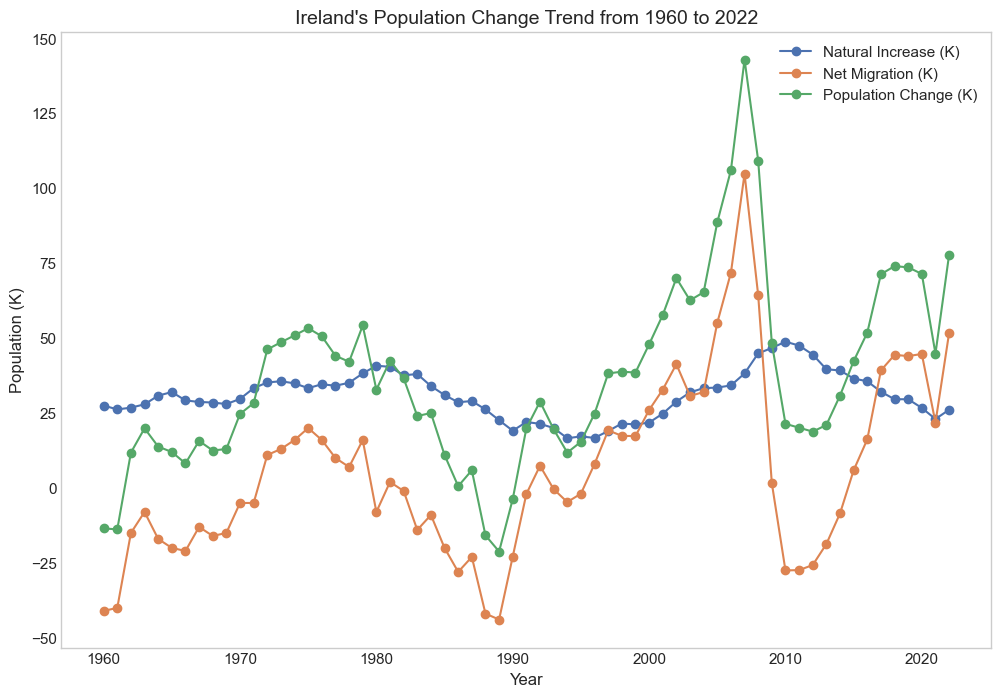 Ireland's Population Change Trend from 1960 to 2022
Natural Increase (K)
Net Migration (K)
Population Change (K)
Population (K)
150
125
100
75
50
25
0
−25
−50
1960
1970
1980
1990
2000
2010
2020
Year